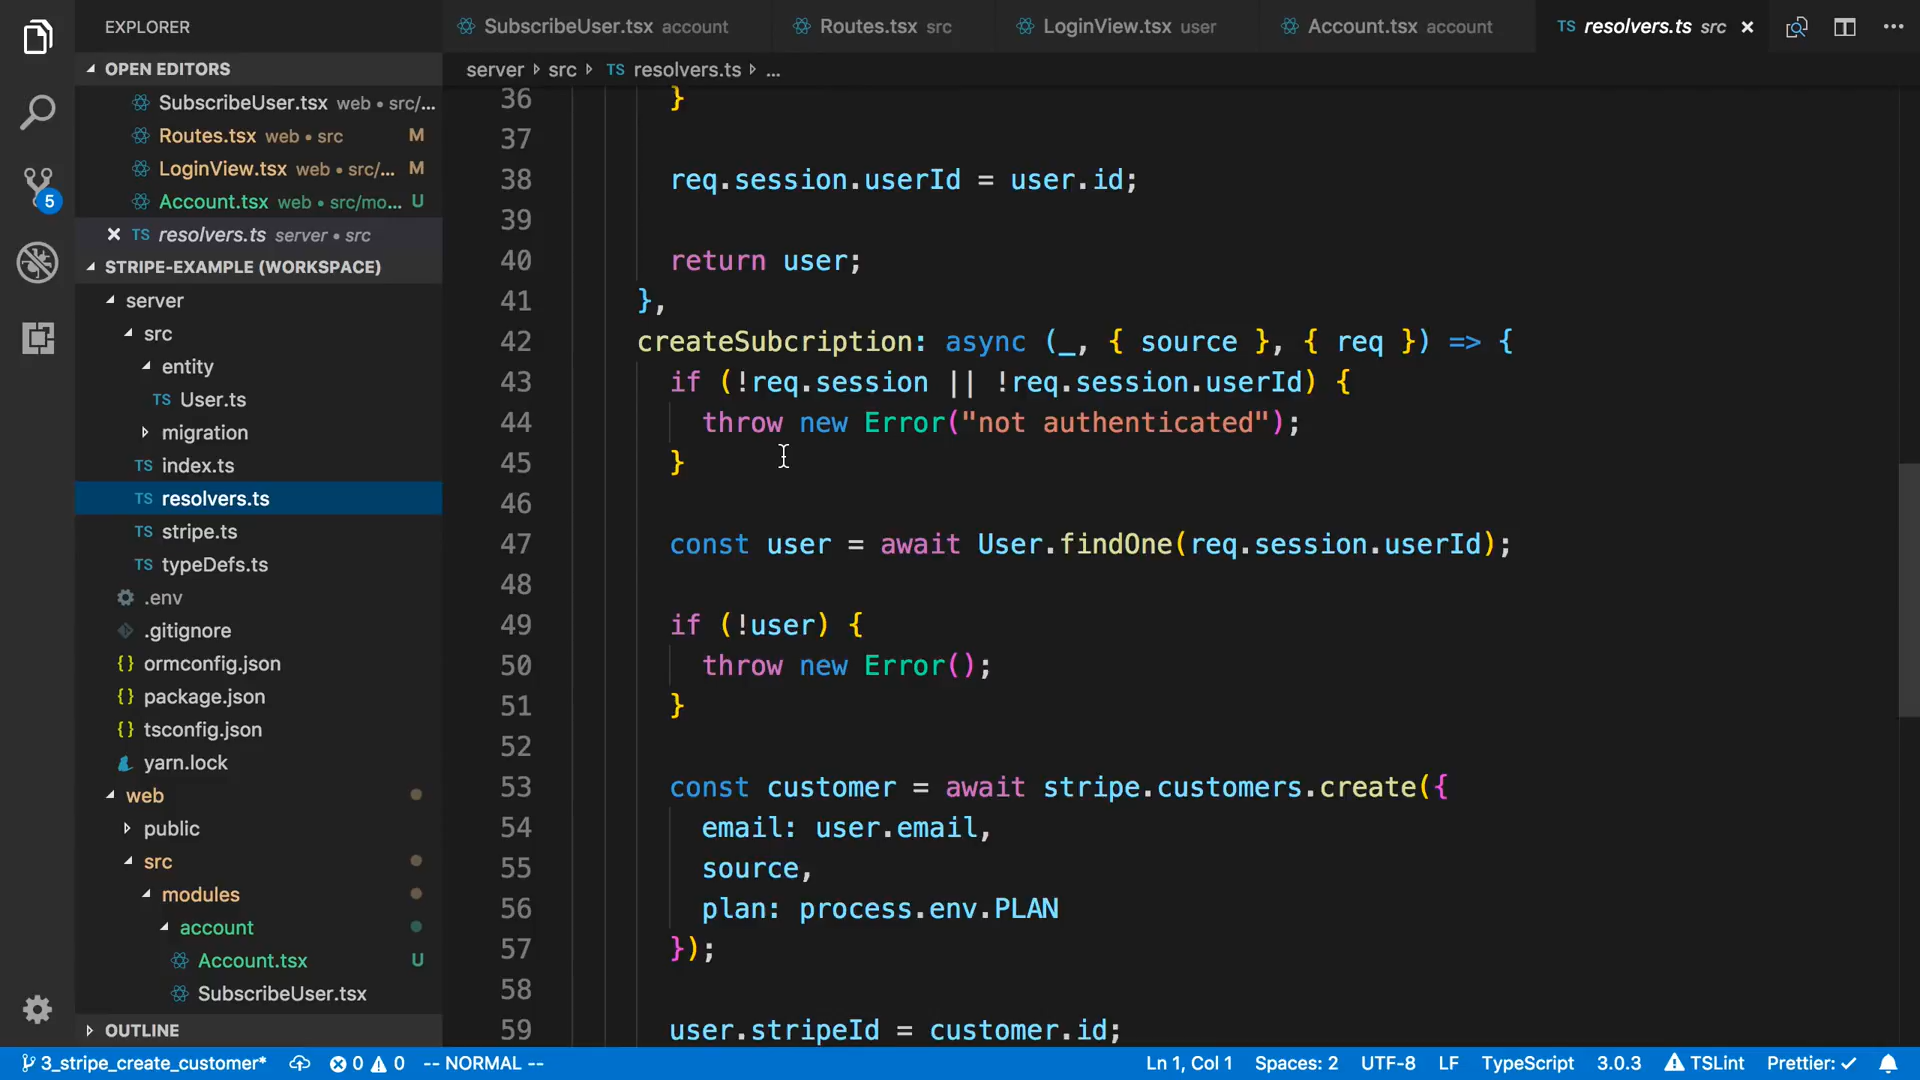 EXPLORER
OPEN EDITORS
SubscribeUser.tsx web • src/...
Routes.tsx web • src M
LoginView.tsx web • src/... M
Account.tsx web • src/mo... U
TS resolvers.ts server • src
STRIPE-EXAMPLE (WORKSPACE)
server
src
entity
TS User.ts
migration
TS index.ts
TS resolvers.ts
TS stripe.ts
TS typeDefs.ts
.env
.gitignore
{} ormconfig.json
{} package.json
{} tsconfig.json
yarn.lock
web
public
src
modules
account
Account.tsx U
SubscribeUser.tsx
OUTLINE
5
SubscribeUser.tsx account
Routes.tsx src
LoginView.tsx user
Account.tsx account
TS resolvers.ts src
server src TS resolvers.ts ...
36 }
37
38 req.session.userId = user.id;
39
40 return user;
41 },
42 createSubcription: async (_, { source }, { req }) => {
43 if (!req.session || !req.session.userId) {
44 throw new Error("not authenticated");
45 }
46
47 const user = await User.findOne(req.session.userId);
48
49 if (!user) {
50 throw new Error();
51 }
52
53 const customer = await stripe.customers.create({
54 email: user.email,
55 source,
56 plan: process.env.PLAN
57 });
58
59 user.stripeId = customer.id;
3_stripe_create_customer* 0 0 -- NORMAL -- Ln 1, Col 1 Spaces: 2 UTF-8 LF TypeScript 3.0.3 TSLint Prettier: ✓